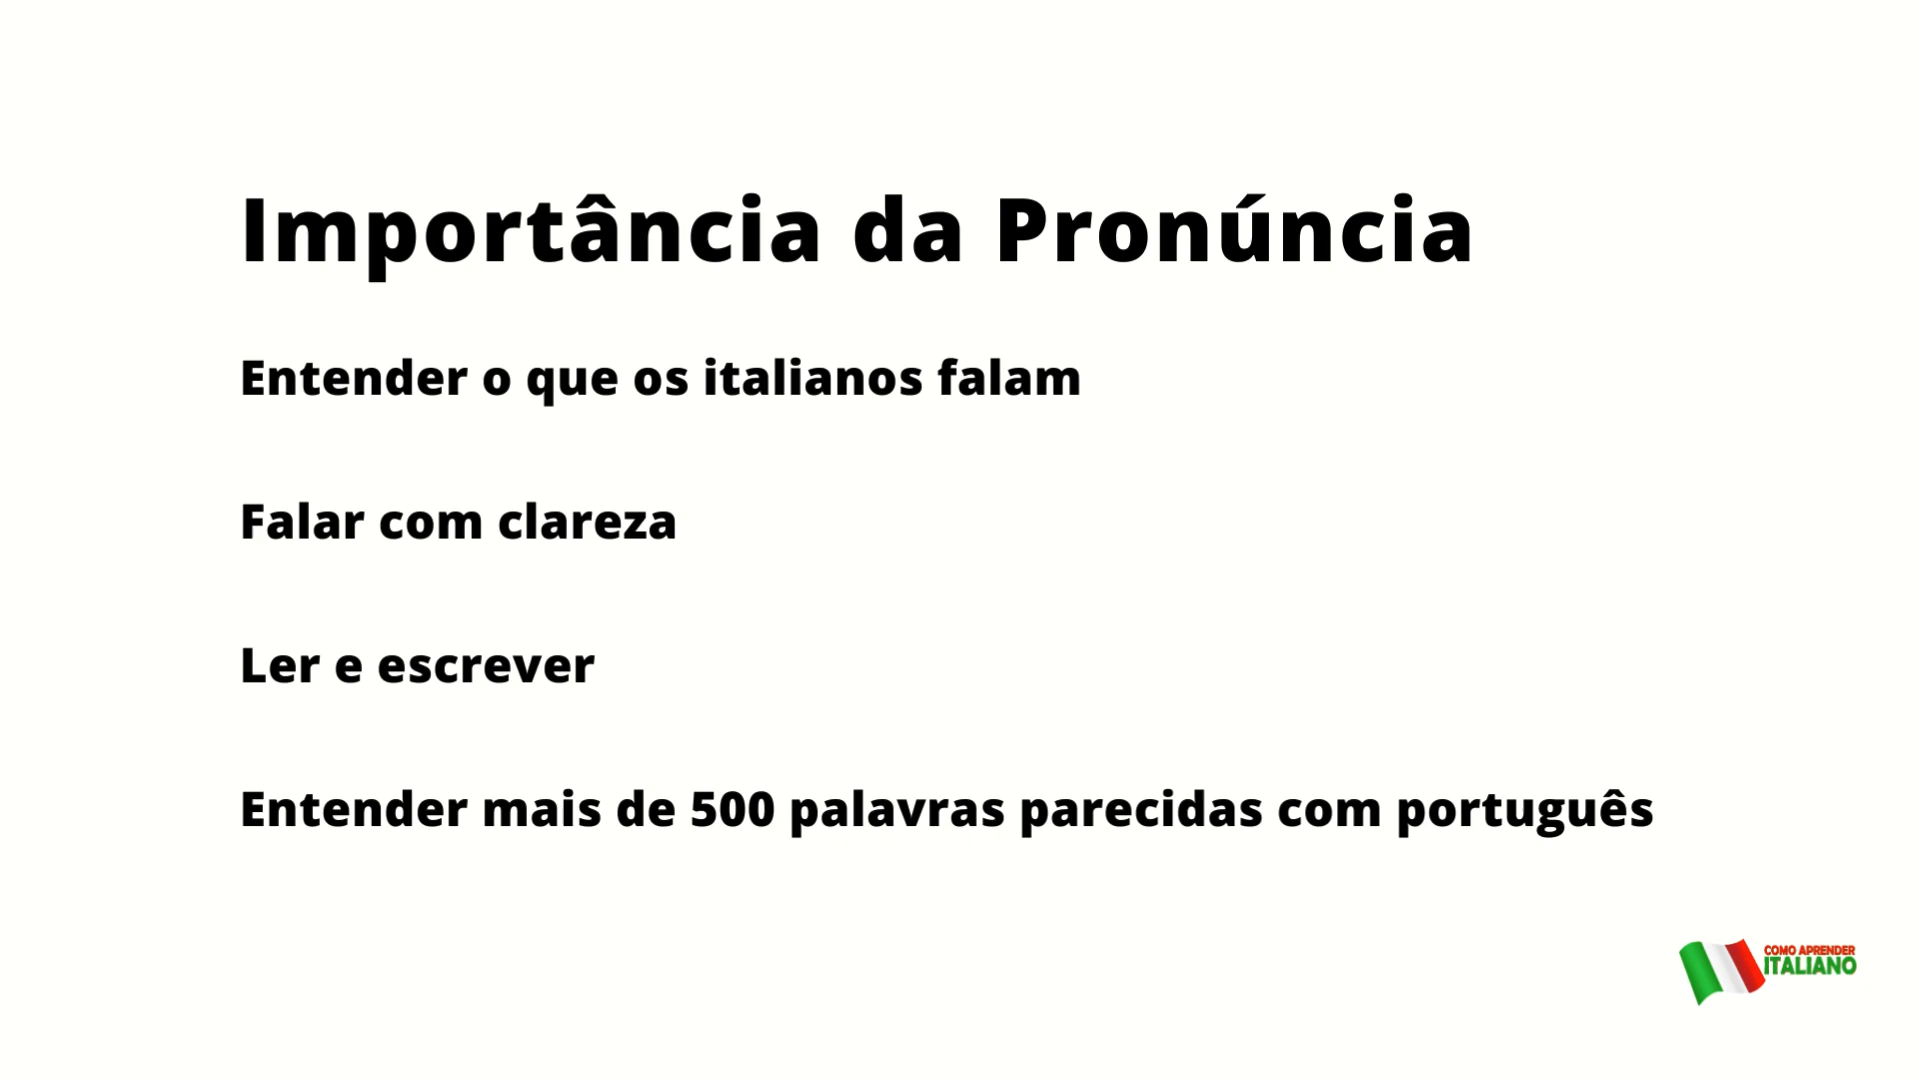 Importância da Pronúncia
Entender o que os italianos falam
Falar com clareza
Ler e escrever
Entender mais de 500 palavras parecidas com português
COMO APRENDER
ITALIANO